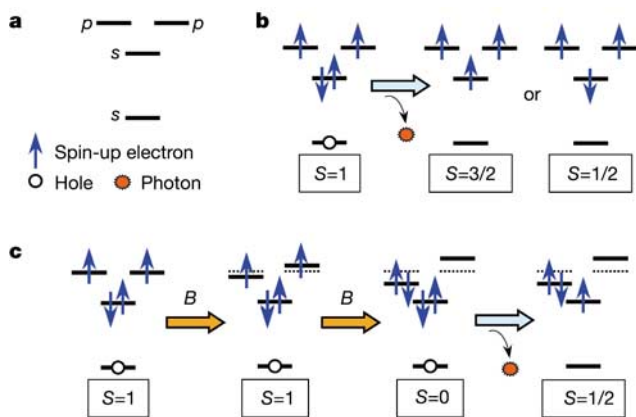 a
p p
s
s
Spin-up electron
Hole Photon
b
or
S=1 S=3/2 S=1/2
c
B B
S=1 S=1 S=0 S=1/2